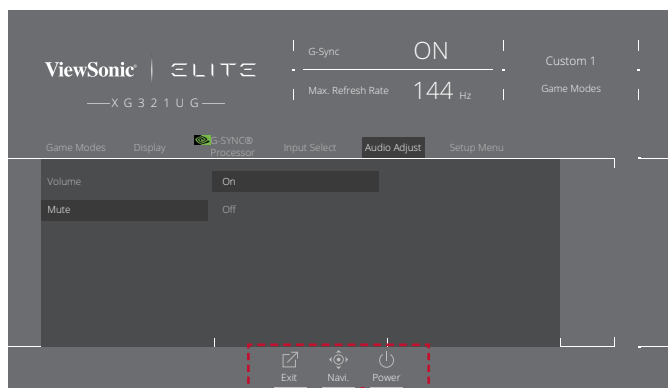 ViewSonic® ELITE
XG321UG
G-Sync ON
Max. Refresh Rate 144 Hz
Custom 1
Game Modes
Game Modes Display G-SYNC® Processor Input Select Audio Adjust Setup Menu
Volume On
Mute Off
Exit Navi. Power